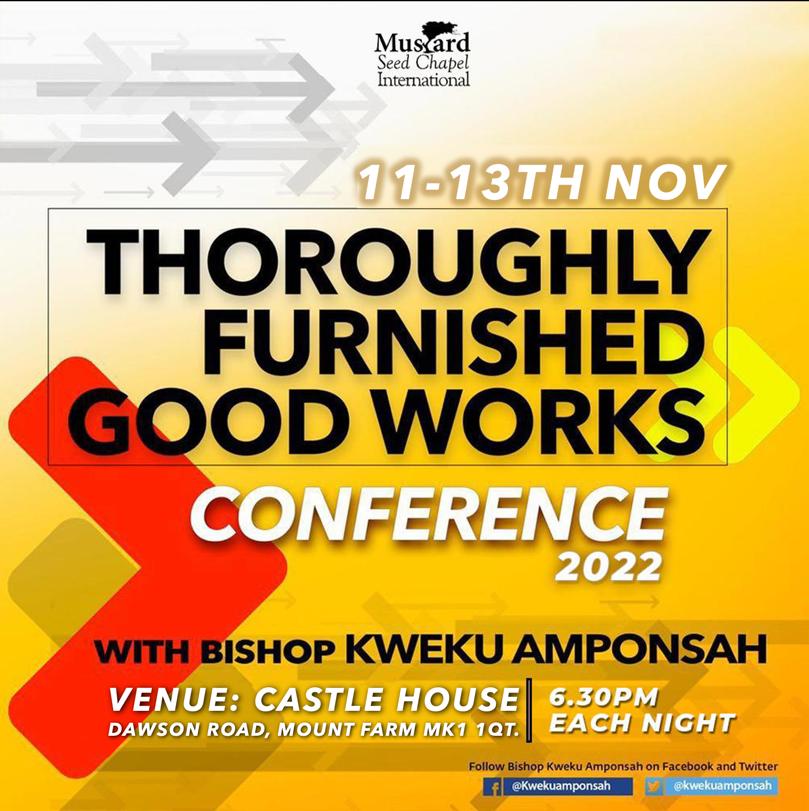 Mustard
Seed Chapel
International
11-13TH NOV
THOROUGHLY
FURNISHED
GOOD WORKS
CONFERENCE
2022
WITH BISHOP KWEKU AMPONSAH
VENUE: CASTLE HOUSE
DAWSON ROAD, MOUNT FARM MK1 1QT.
6.30PM
EACH NIGHT
Follow Bishop Kweku Amponsah on Facebook and Twitter
@Kwekuamponsah
@kwekuamponsah